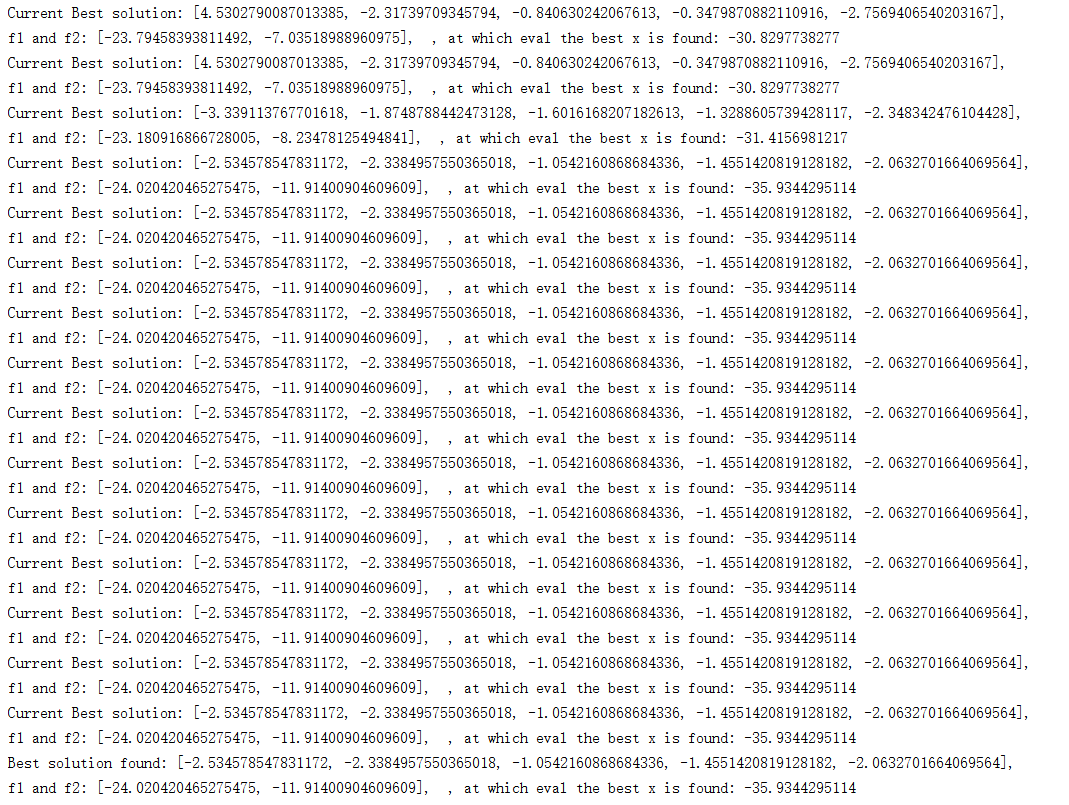 Current Best solution: [4.5302790087013385, -2.31739709345794, -0.840630242067613, -0.3479870882110916, -2.7569406540203167],
f1 and f2: [-23.79458393811492, -7.03518988960975],  , at which eval the best x is found: -30.8297738277
Current Best solution: [4.5302790087013385, -2.31739709345794, -0.840630242067613, -0.3479870882110916, -2.7569406540203167],
f1 and f2: [-23.79458393811492, -7.03518988960975],  , at which eval the best x is found: -30.8297738277
Current Best solution: [-3.339113767701618, -1.8748788442473128, -1.6016168207182613, -1.3288605739428117, -2.348342476104428],
f1 and f2: [-23.180916866728005, -8.23478125494841],  , at which eval the best x is found: -31.4156981217
Current Best solution: [-2.534578547831172, -2.3384957550365018, -1.0542160868684336, -1.4551420819128182, -2.0632701664069564],
f1 and f2: [-24.020420465275475, -11.91400904609609],  , at which eval the best x is found: -35.9344295114
Current Best solution: [-2.534578547831172, -2.3384957550365018, -1.0542160868684336, -1.4551420819128182, -2.0632701664069564],
f1 and f2: [-24.020420465275475, -11.91400904609609],  , at which eval the best x is found: -35.9344295114
Current Best solution: [-2.534578547831172, -2.3384957550365018, -1.0542160868684336, -1.4551420819128182, -2.0632701664069564],
f1 and f2: [-24.020420465275475, -11.91400904609609],  , at which eval the best x is found: -35.9344295114
Current Best solution: [-2.534578547831172, -2.3384957550365018, -1.0542160868684336, -1.4551420819128182, -2.0632701664069564],
f1 and f2: [-24.020420465275475, -11.91400904609609],  , at which eval the best x is found: -35.9344295114
Current Best solution: [-2.534578547831172, -2.3384957550365018, -1.0542160868684336, -1.4551420819128182, -2.0632701664069564],
f1 and f2: [-24.020420465275475, -11.91400904609609],  , at which eval the best x is found: -35.9344295114
Current Best solution: [-2.534578547831172, -2.3384957550365018, -1.0542160868684336, -1.4551420819128182, -2.0632701664069564],
f1 and f2: [-24.020420465275475, -11.91400904609609],  , at which eval the best x is found: -35.9344295114
Current Best solution: [-2.534578547831172, -2.3384957550365018, -1.0542160868684336, -1.4551420819128182, -2.0632701664069564],
f1 and f2: [-24.020420465275475, -11.91400904609609],  , at which eval the best x is found: -35.9344295114
Current Best solution: [-2.534578547831172, -2.3384957550365018, -1.0542160868684336, -1.4551420819128182, -2.0632701664069564],
f1 and f2: [-24.020420465275475, -11.91400904609609],  , at which eval the best x is found: -35.9344295114
Current Best solution: [-2.534578547831172, -2.3384957550365018, -1.0542160868684336, -1.4551420819128182, -2.0632701664069564],
f1 and f2: [-24.020420465275475, -11.91400904609609],  , at which eval the best x is found: -35.9344295114
Current Best solution: [-2.534578547831172, -2.3384957550365018, -1.0542160868684336, -1.4551420819128182, -2.0632701664069564],
f1 and f2: [-24.020420465275475, -11.91400904609609],  , at which eval the best x is found: -35.9344295114
Current Best solution: [-2.534578547831172, -2.3384957550365018, -1.0542160868684336, -1.4551420819128182, -2.0632701664069564],
f1 and f2: [-24.020420465275475, -11.91400904609609],  , at which eval the best x is found: -35.9344295114
Current Best solution: [-2.534578547831172, -2.3384957550365018, -1.0542160868684336, -1.4551420819128182, -2.0632701664069564],
f1 and f2: [-24.020420465275475, -11.91400904609609],  , at which eval the best x is found: -35.9344295114
Best solution found: [-2.534578547831172, -2.3384957550365018, -1.0542160868684336, -1.4551420819128182, -2.0632701664069564],
f1 and f2: [-24.020420465275475, -11.91400904609609],  , at which eval the best x is found: -35.9344295114